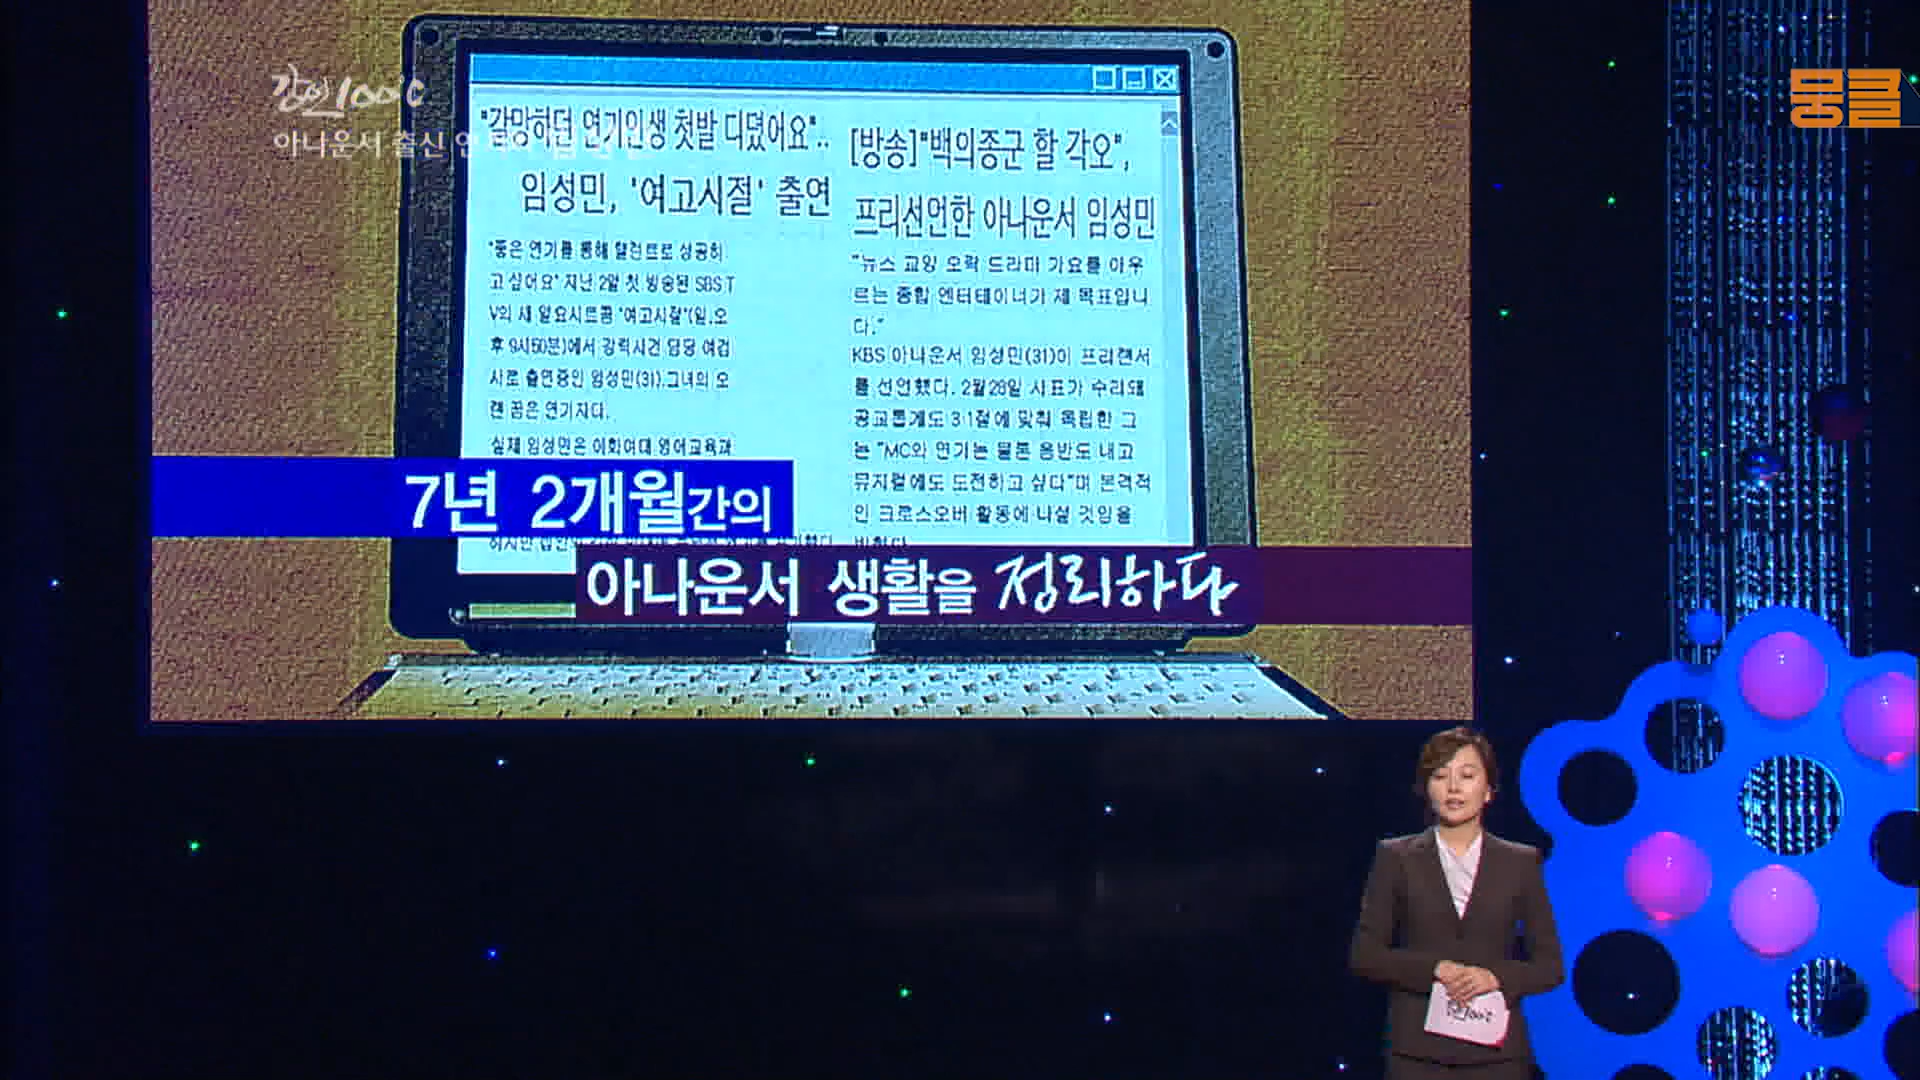 강연100℃
아나운서 출신 연
뭉클
"갈망하던 연기인생 첫발 디뎠어요"..
임성민, '여고시절' 출연
"좋은 연기를 통해 탤런트로 성공하
고 싶어요" 지난 2일 첫 방송된 SBS T
V의 새 일요시트콤 '여고시절'(일.오
후 9시50분)에서 강력사건 담당 여검
사로 출연중인 임성민(31).그녀의 오
랜 꿈은 연기자다.
실제 임성민은 이화여대 영어교육과
[방송]"백의종군 할 각오",
프리선언한 아나운서 임성민
"뉴스 교양 오락 드라마 가요를 아우
르는 종합 엔터테이너가 제 목표입니
다."
KBS 아나운서 임성민(31)이 프리랜서
를 선언했다. 2월28일 사표가 수리돼
공교롭게도 3·1절에 맞춰 독립한 그
는 "MC와 연기는 물론 음반도 내고
뮤지컬에도 도전하고 싶다"며 본격적
인 크로스오버 활동에 나설 것임을
7년 2개월간의
아나운서 생활을 정리하다
강연100℃